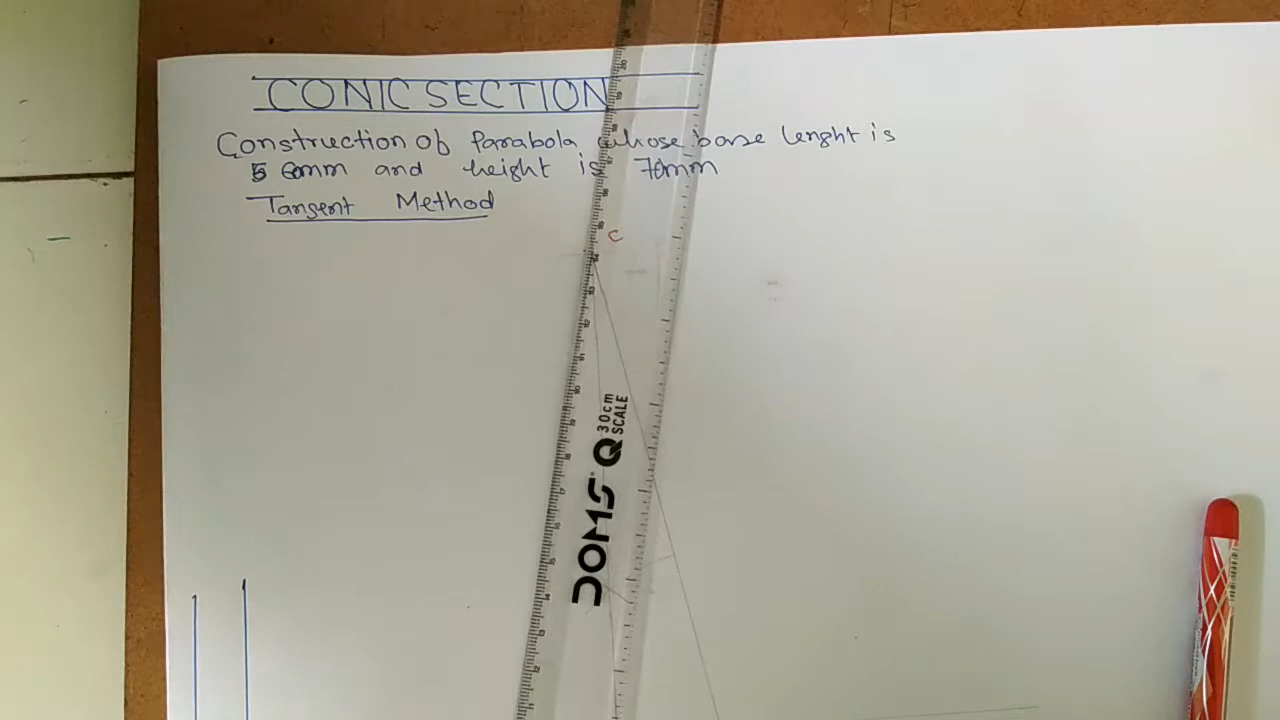 CONIC SECTION
Construction of Parabola whose base lenght is
5 60mm and height is 70mm
Tangent Method
C
DOMS Q 30cm
SCALE